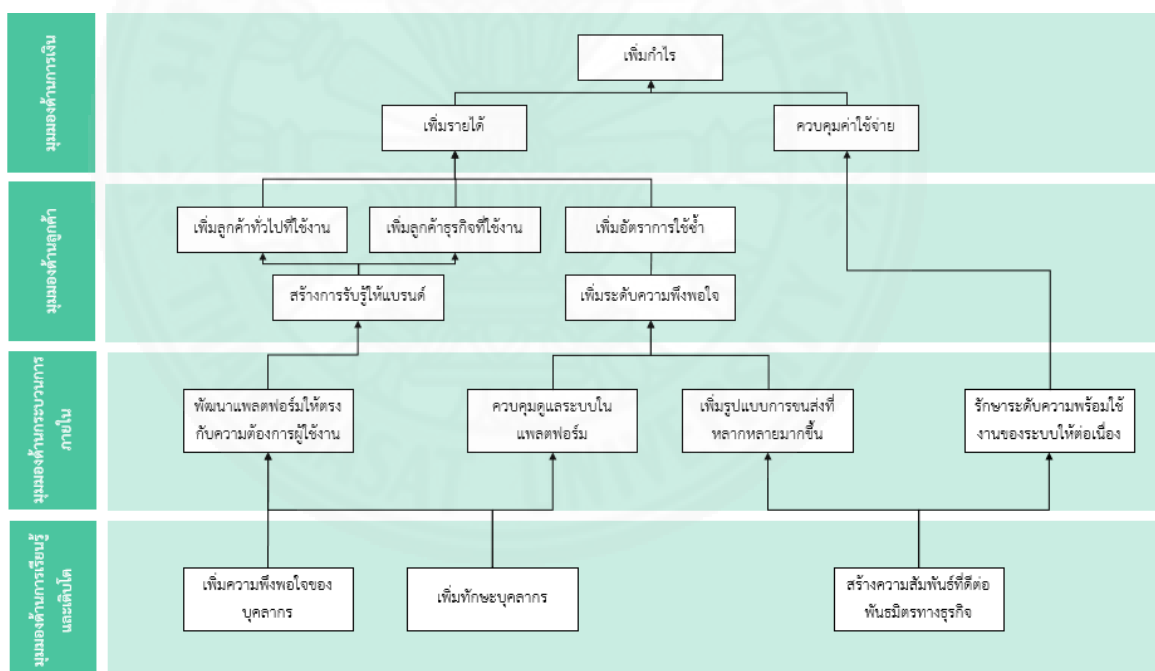 มุมมองด้านการเงิน
เพิ่มกำไร
เพิ่มรายได้
ควบคุมค่าใช้จ่าย
มุมมองด้านลูกค้า
เพิ่มลูกค้าทั่วไปที่ใช้งาน
เพิ่มลูกค้าธุรกิจที่ใช้งาน
เพิ่มอัตราการใช้ซ้ำ
สร้างการรับรู้ให้แบรนด์
เพิ่มระดับความพึงพอใจ
มุมมองด้านกระบวนการ
ภายใน
พัฒนาแพลตฟอร์มให้ตรง
กับความต้องการผู้ใช้งาน
ควบคุมดูแลระบบใน
แพลตฟอร์ม
เพิ่มรูปแบบการขนส่งที่
หลากหลายมากขึ้น
รักษาระดับความพร้อมใช้
งานของระบบให้ต่อเนื่อง
มุมมองด้านการเรียนรู้
และเติบโต
เพิ่มความพึงพอใจของ
บุคลากร
เพิ่มทักษะบุคลากร
สร้างความสัมพันธ์ที่ดีต่อ
พันธมิตรทางธุรกิจ